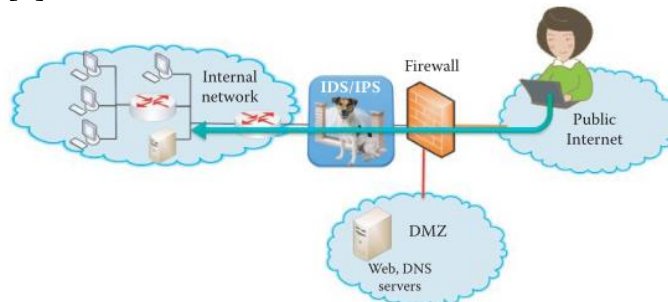 Internal
network
IDS/IPS
Firewall
Public
Internet
DMZ
Web, DNS
servers